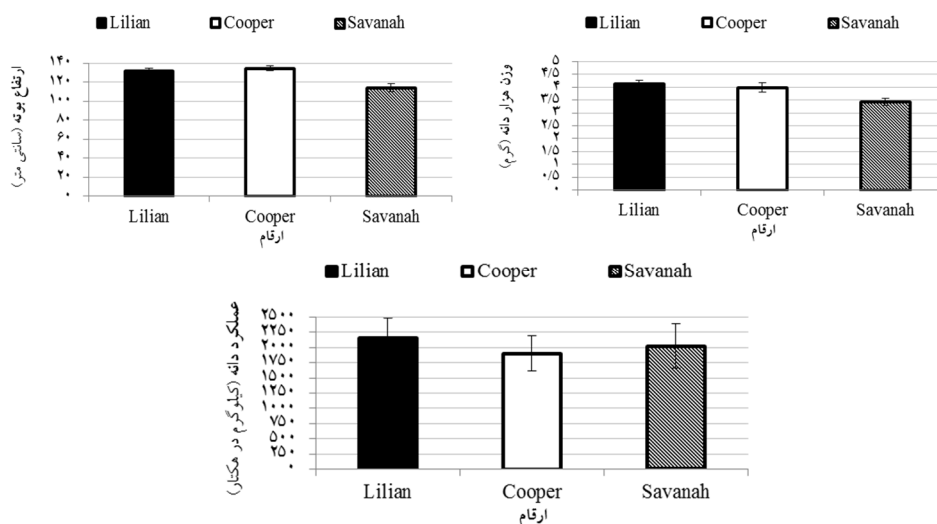 Lilian Cooper Savanah
ارتفاع بوته (سانتی متر)
۱۴۰
۱۲۰
۱۰۰
۸۰
۶۰
۴۰
۲۰
۰
Lilian Cooper Savanah
ارقام
Lilian Cooper Savanah
وزن هزار دانه (گرم)
۴/۵
۴
۳/۵
۳
۲/۵
۲
۱/۵
۱
۰/۵
۰
Lilian Cooper Savanah
ارقام
Lilian Cooper Savanah
عملکرد دانه (کیلوگرم در هکتار)
۲۵۰۰
۲۲۵۰
۲۰۰۰
۱۷۵۰
۱۵۰۰
۱۲۵۰
۱۰۰۰
۷۵۰
۵۰۰
۲۵۰
۰
Lilian Cooper Savanah
ارقام